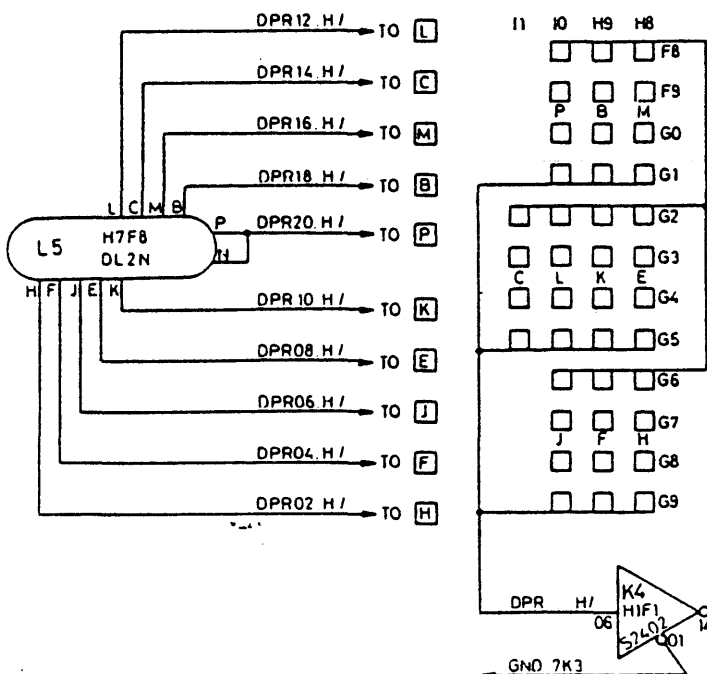 DPR12.H/ TO L
DPR14.H/ TO C
DPR16.H/ TO M
DPR18.H/ TO B
L C M B
P
DPR20.H/ TO P
L5
H7F8
DL2N
N
H F J E K
DPR10.H/ TO K
DPR08.H/ TO E
DPR06.H/ TO J
DPR04.H/ TO F
DPR02 H/ TO H
I1 I0 H9 H8
F8
F9
P B M
G0
G1
G2
G3
C L K E
G4
G5
G6
G7
J F H
G8
G9
DPR H/
06
K4
H1F1
S2402
01
GND 7K3